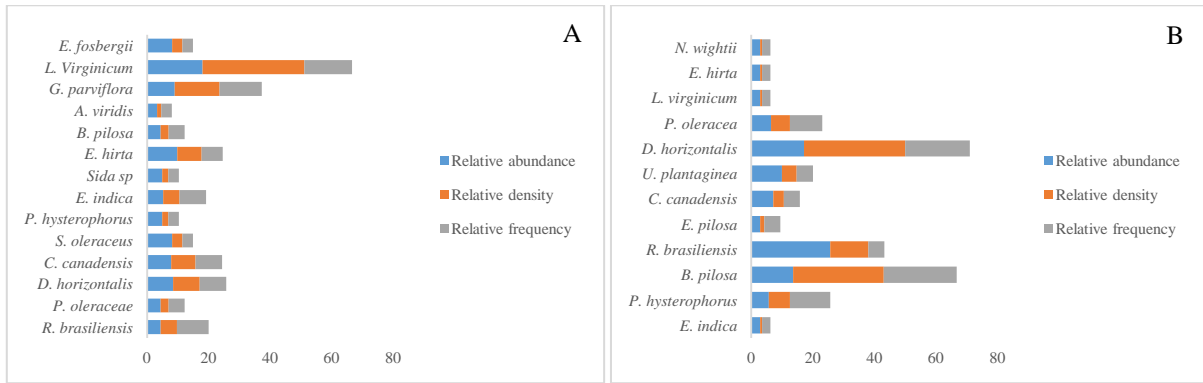 A
E. fosbergii
L. Virginicum
G. parviflora
A. viridis
B. pilosa
E. hirta
Sida sp
E. indica
P. hysterophorus
S. oleraceus
C. canadensis
D. horizontalis
P. oleraceae
R. brasiliensis
0 20 40 60 80
Relative abundance
Relative density
Relative frequency
B
N. wightii
E. hirta
L. virginicum
P. oleracea
D. horizontalis
U. plantaginea
C. canadensis
E. pilosa
R. brasiliensis
B. pilosa
P. hysterophorus
E. indica
0 20 40 60 80
Relative abundance
Relative density
Relative frequency